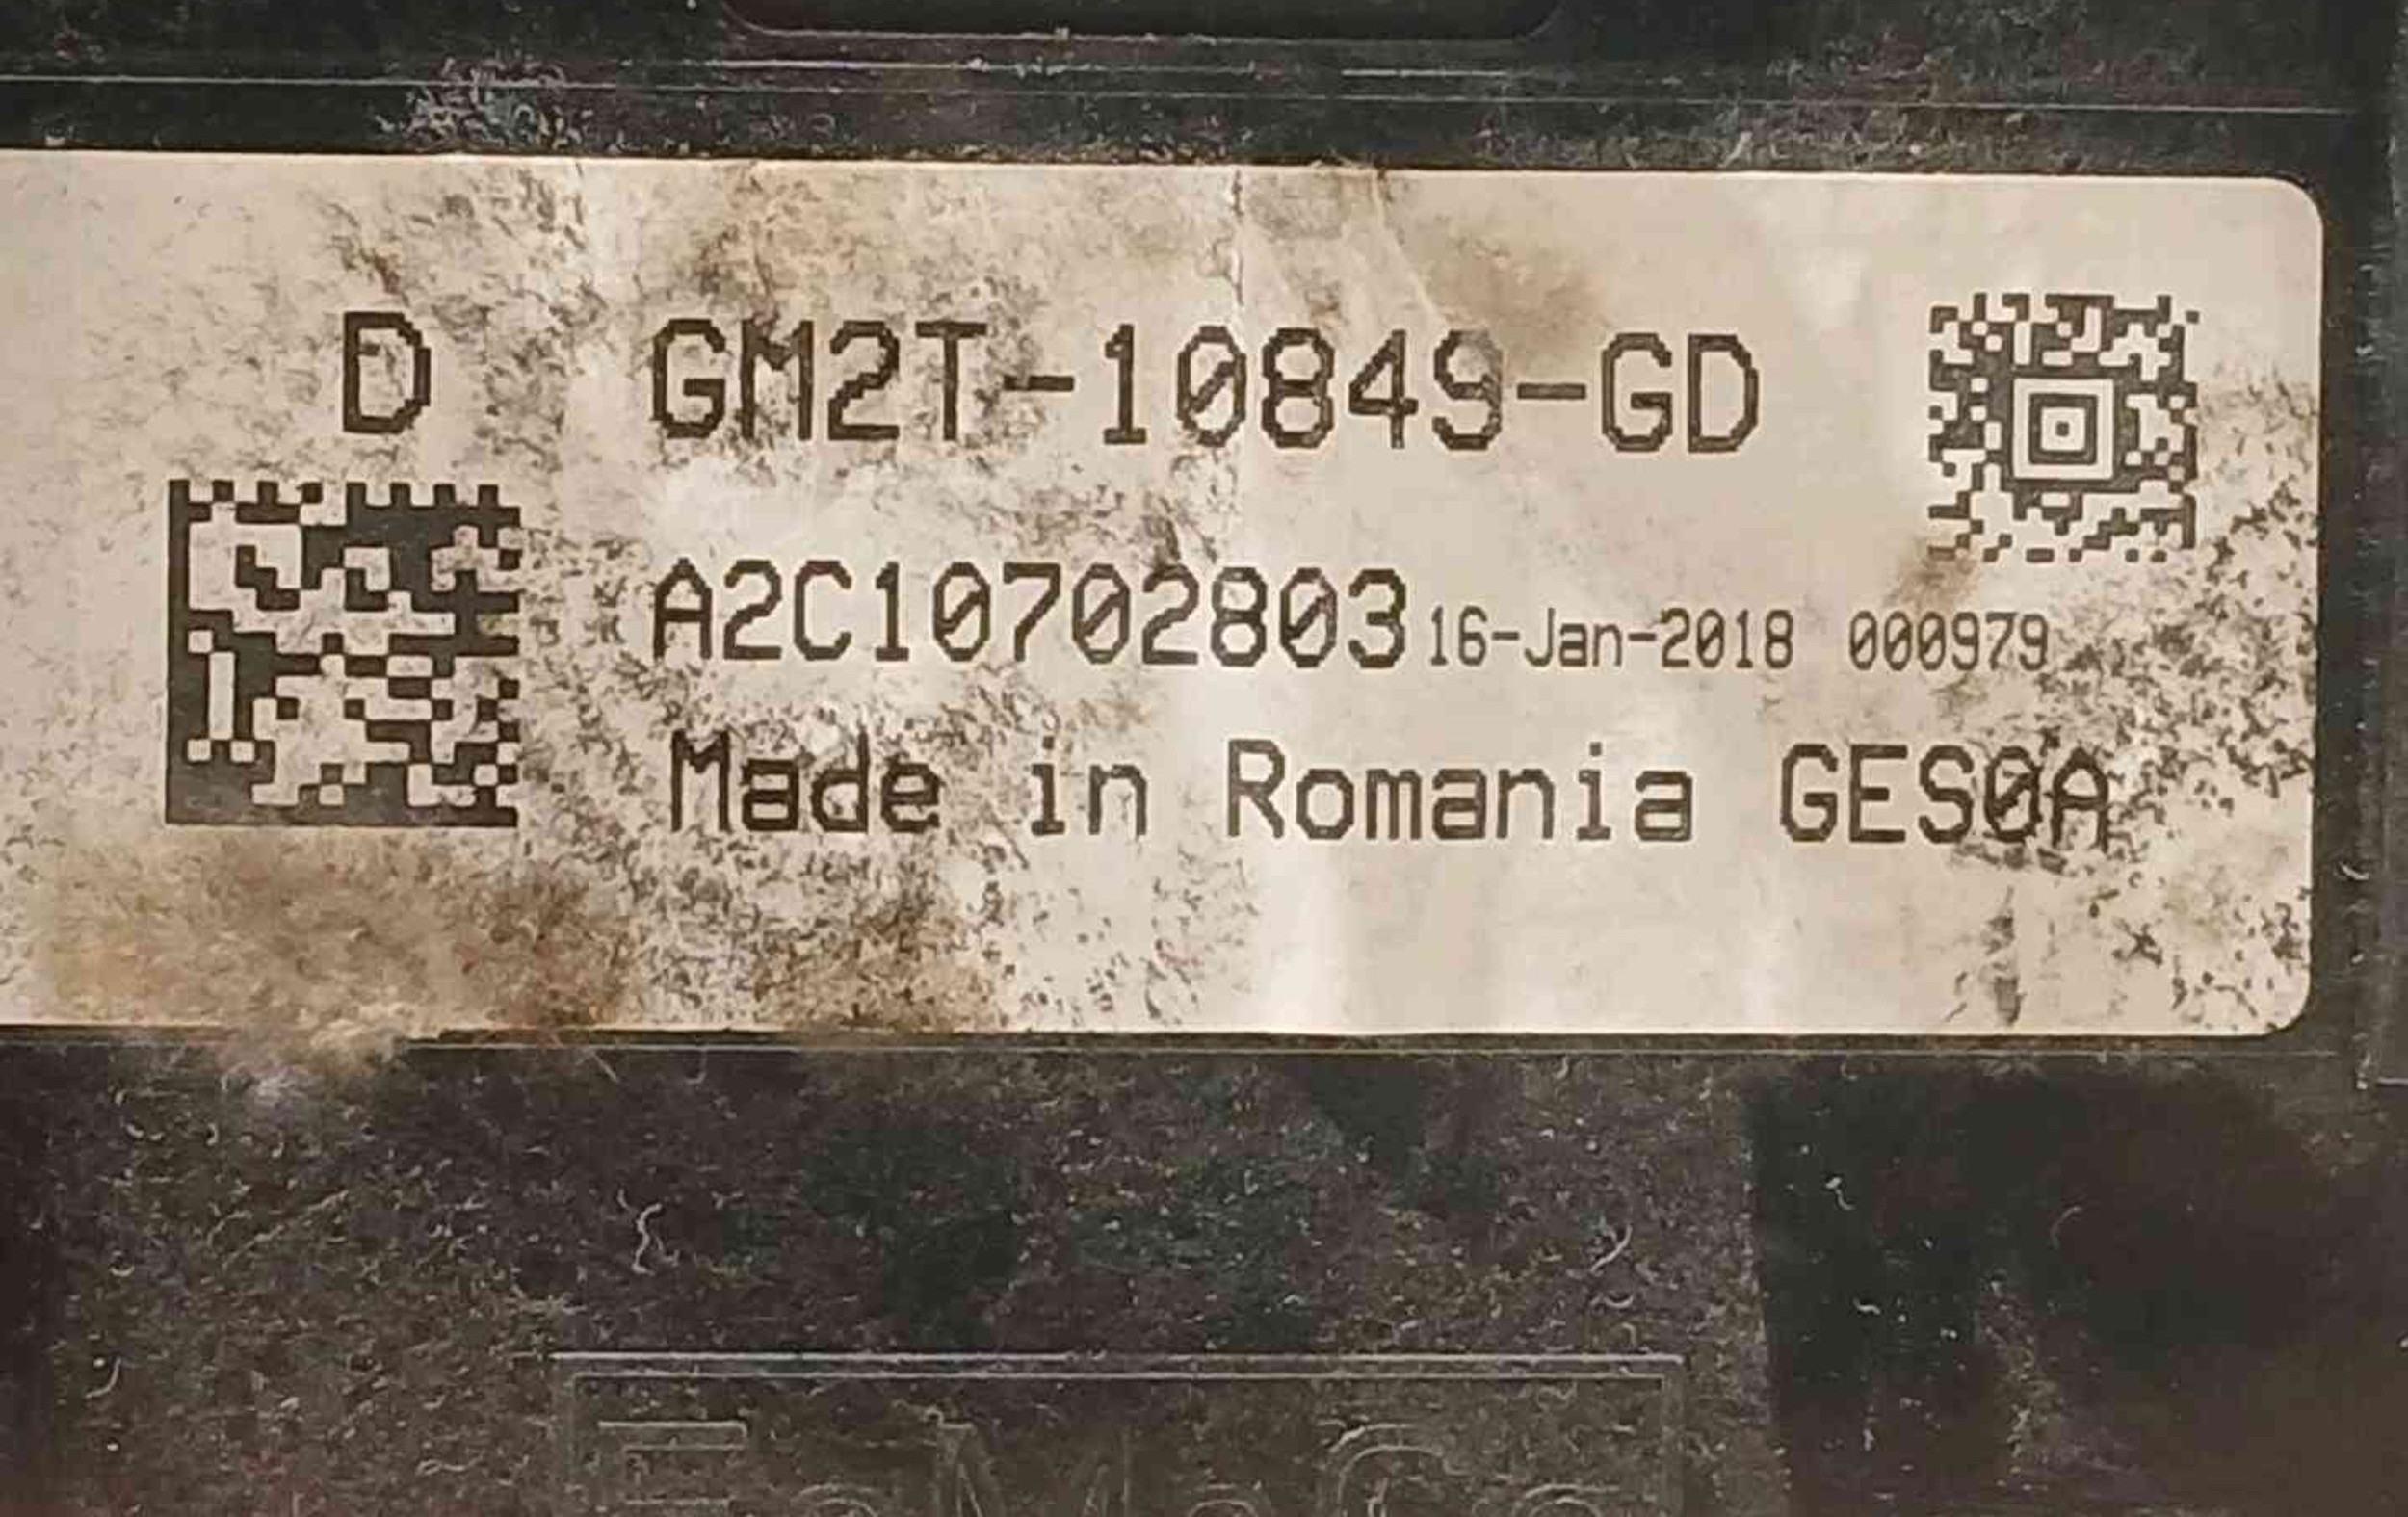 D GM2T-10849-GD
A2C10702803 16-Jan-2018 000979
Made in Romania GES0A